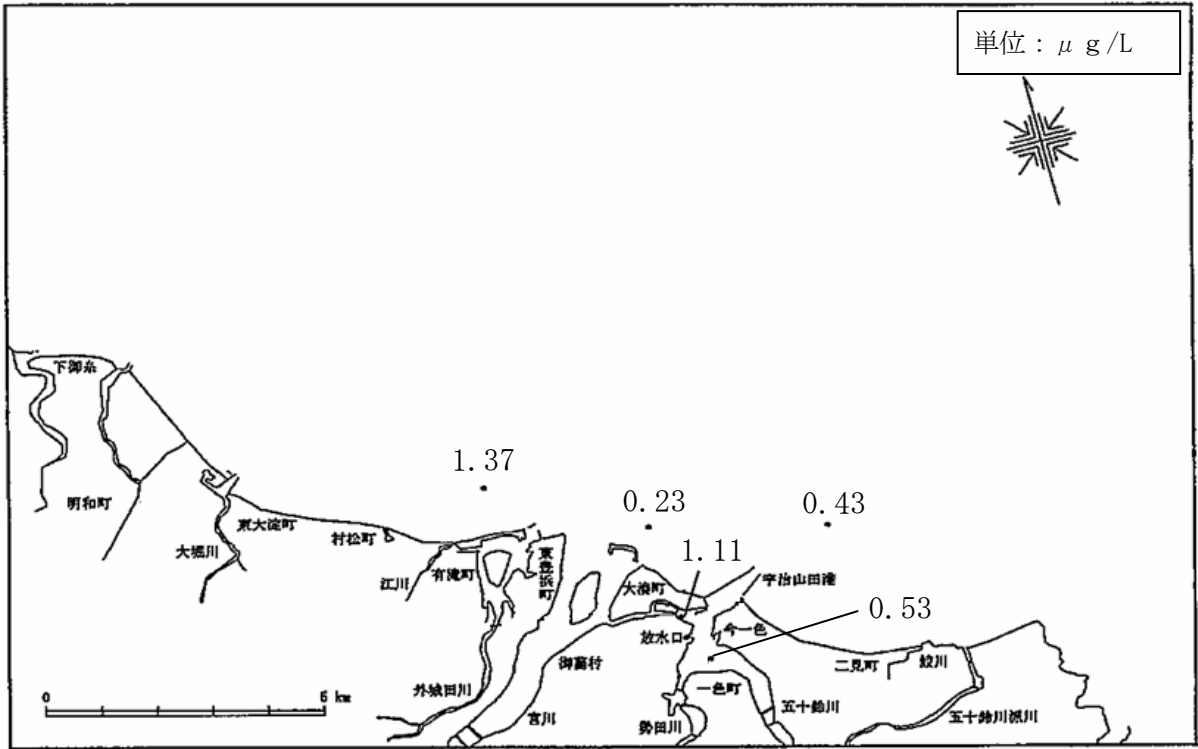 単位:μg/L
下御糸
1.37
0.23
0.43
明和町
東大淀町
村松町
大堀川
江川
有滝町
東豊浜町
1.11
大湊町
宇治山田港
0.53
放水口
今一色
御薗村
二見町
鮫川
外城田川
宮川
一色町
勢田川
五十鈴川
五十鈴川派川
0
6 km